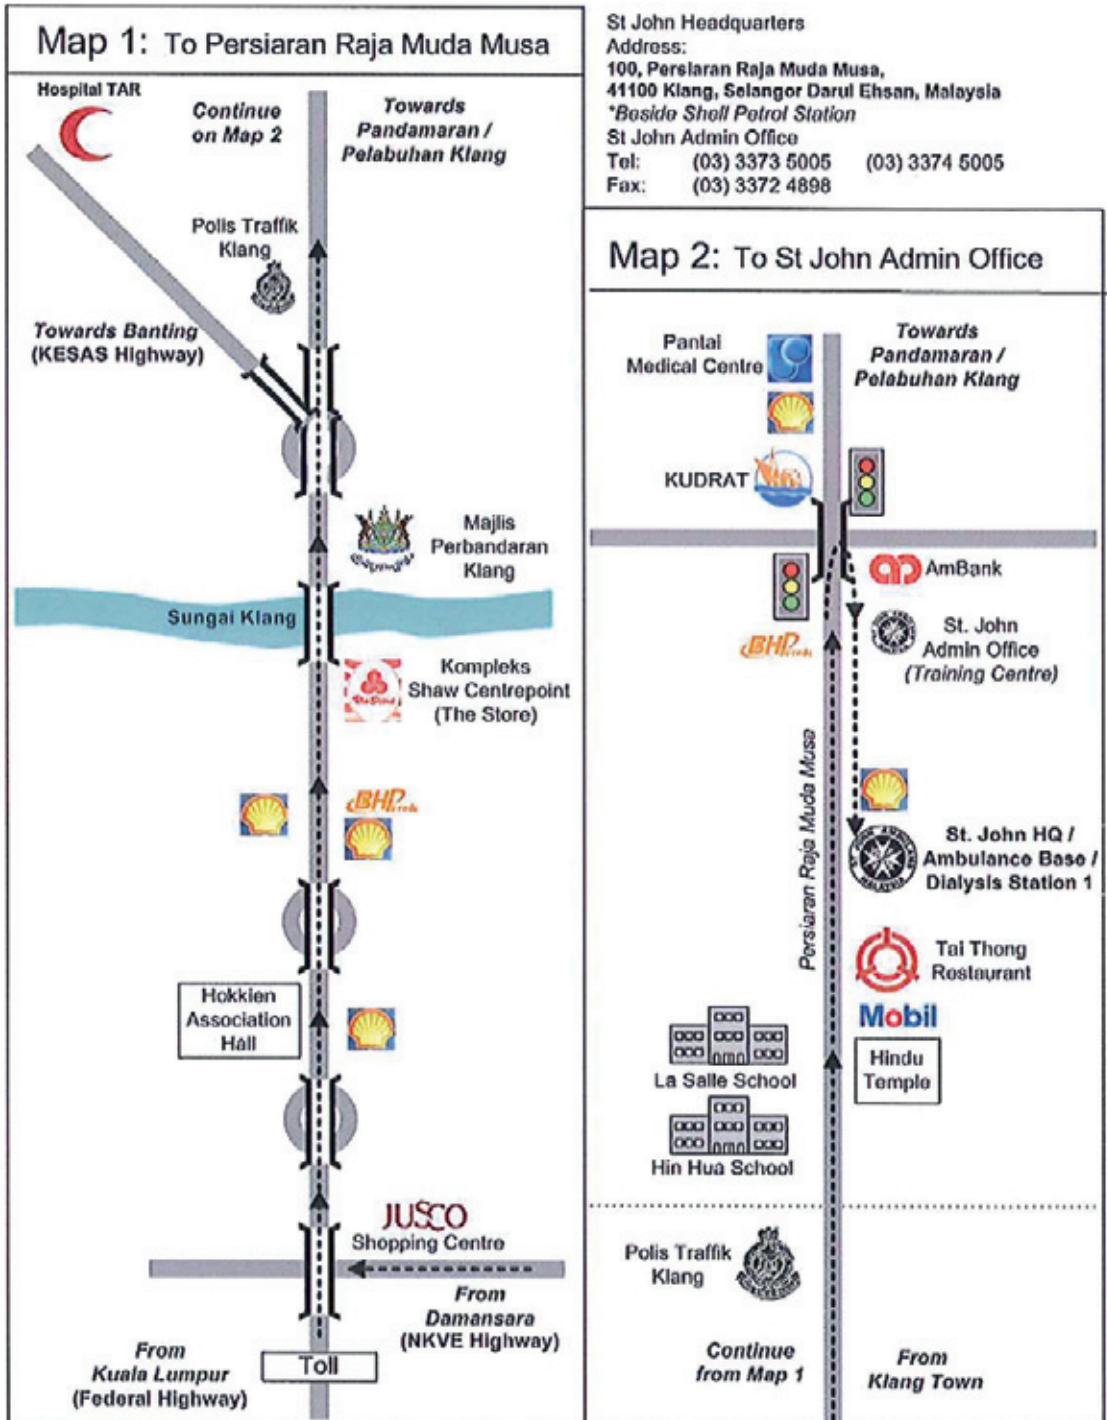 Map 1: To Persiaran Raja Muda Musa
Hospital TAR
Continue
on Map 2
Towards
Pandamaran /
Pelabuhan Klang
Polis Traffik
Klang
Towards Banting
(KESAS Highway)
Majlis
Perbandaran
Klang
Sungai Klang
Kompleks
Shaw Centrepoint
(The Store)
BHPetrol
Hokkien
Association
Hall
JUSCO
Shopping Centre
From
Damansara
(NKVE Highway)
From
Kuala Lumpur
(Federal Highway)
Toll
St John Headquarters
Address:
100, Persiaran Raja Muda Musa,
41100 Klang, Selangor Darul Ehsan, Malaysia
*Beside Shell Petrol Station
St John Admin Office
Tel: (03) 3373 5005 (03) 3374 5005
Fax: (03) 3372 4898
Map 2: To St John Admin Office
Pantai
Medical Centre
Towards
Pandamaran /
Pelabuhan Klang
KUDRAT
AmBank
BHPetrol
St. John
Admin Office
(Training Centre)
Persiaran Raja Muda Musa
St. John HQ /
Ambulance Base /
Dialysis Station 1
Tai Thong
Restaurant
Mobil
Hindu
Temple
La Salle School
Hin Hua School
Polis Traffik
Klang
Continue
from Map 1
From
Klang Town